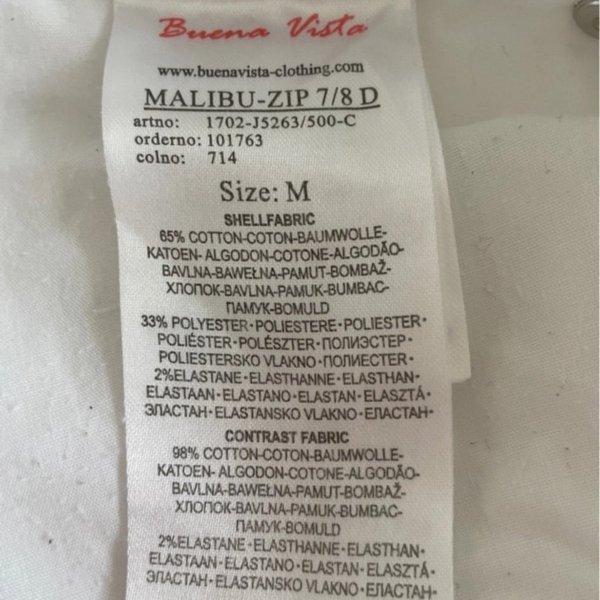 Buena Vista
www.buenavista-clothing.com
MALIBU-ZIP 7/8 D
artno: 1702-J5263/500-C
orderno: 101763
colno: 714
Size: M
SHELLFABRIC
65% COTTON-COTON-BAUMWOLLE-
KATOEN- ALGODON-COTONE-ALGODÃO-
BAVLNA-BAWEŁNA-PAMUT-BOMBAŽ-
ХЛОПОК-BAVLNA-PAMUK-BUMBAC-
ПАМУК-BOMULD
33% POLYESTER・POLIESTERE・POLIESTER・
POLIÉSTER・POLÉSZTER・ПОЛИЭСТЕР・
POLIESTERSKO VLAKNO・ПОЛИЕСТЕР・
2%ELASTANE・ELASTHANNE・ELASTHAN・
ELASTAAN・ELASTANO・ELASTAN・ELASZTÁ・
ЭЛАСТАН・ELASTANSKO VLAKNO・ЕЛАСТАН・
CONTRAST FABRIC
98% COTTON-COTON-BAUMWOLLE-
KATOEN- ALGODON-COTONE-ALGODÃO-
BAVLNA-BAWEŁNA-PAMUT-BOMBAŽ-
ХЛОПОК-BAVLNA-PAMUK-BUMBAC-
ПАМУК-BOMULD
2%ELASTANE・ELASTHANNE・ELASTHAN・
ELASTAAN・ELASTANO・ELASTAN・ELASZTÁ・
ЭЛАСТАН・ELASTANSKO VLAKNO・ЕЛАСТАН・